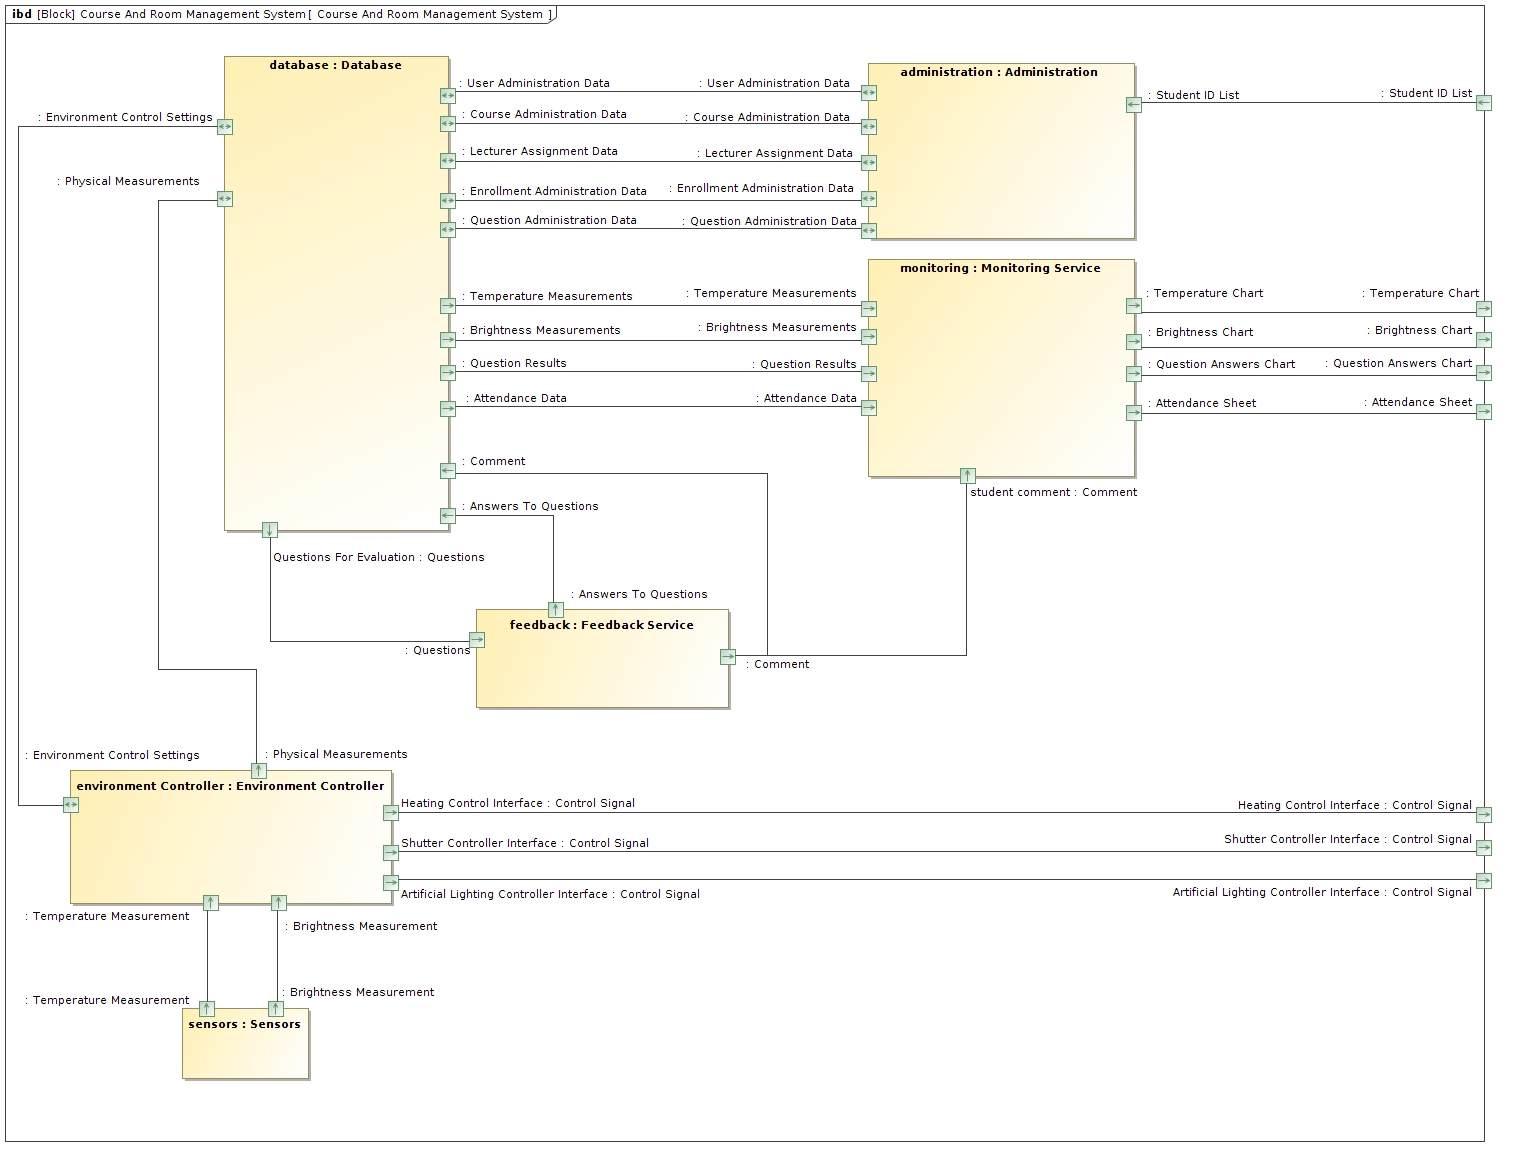 ibd [Block] Course And Room Management System[ Course And Room Management System ]
database : Database
administration : Administration
: User Administration Data
: User Administration Data
: Student ID List
: Student ID List
: Environment Control Settings
: Course Administration Data
: Course Administration Data
: Lecturer Assignment Data
: Lecturer Assignment Data
: Physical Measurements
: Enrollment Administration Data
: Enrollment Administration Data
: Question Administration Data
: Question Administration Data
monitoring : Monitoring Service
: Temperature Measurements
: Temperature Measurements
: Temperature Chart
: Temperature Chart
: Brightness Measurements
: Brightness Measurements
: Brightness Chart
: Brightness Chart
: Question Results
: Question Results
: Question Answers Chart
: Question Answers Chart
: Attendance Data
: Attendance Data
: Attendance Sheet
: Attendance Sheet
: Comment
student comment : Comment
: Answers To Questions
Questions For Evaluation : Questions
: Answers To Questions
feedback : Feedback Service
: Questions
: Comment
: Environment Control Settings
: Physical Measurements
environment Controller : Environment Controller
Heating Control Interface : Control Signal
Heating Control Interface : Control Signal
Shutter Controller Interface : Control Signal
Shutter Controller Interface : Control Signal
Artificial Lighting Controller Interface : Control Signal
Artificial Lighting Controller Interface : Control Signal
: Temperature Measurement
: Brightness Measurement
: Temperature Measurement
: Brightness Measurement
sensors : Sensors